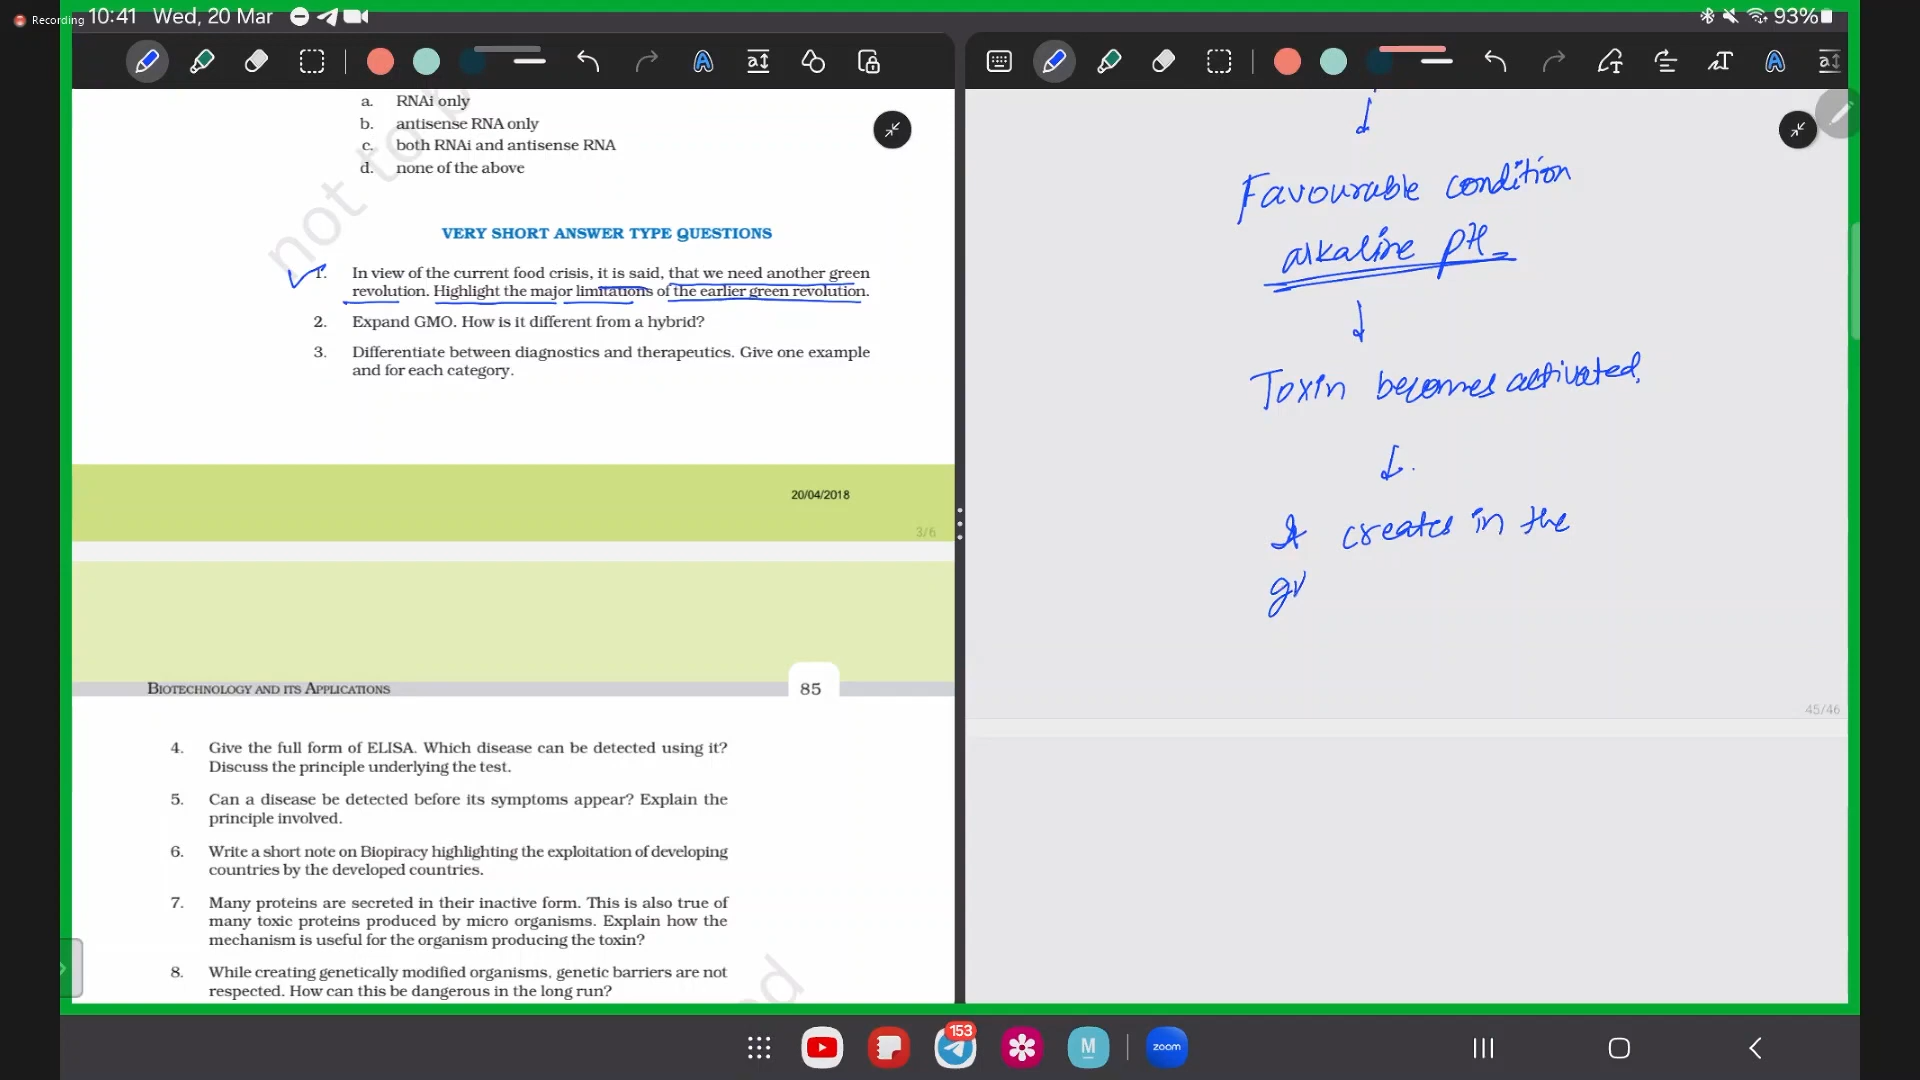 Recording
10:41 Wed, 20 Mar
93%
a. RNAi only
b. antisense RNA only
c. both RNAi and antisense RNA
d. none of the above
not to b
VERY SHORT ANSWER TYPE QUESTIONS
1. In view of the current food crisis, it is said, that we need another green
revolution. Highlight the major limitations of the earlier green revolution.
2. Expand GMO. How is it different from a hybrid?
3. Differentiate between diagnostics and therapeutics. Give one example
and for each category.
20/04/2018
3/6
BIOTECHNOLOGY AND ITS APPLICATIONS
85
4. Give the full form of ELISA. Which disease can be detected using it?
Discuss the principle underlying the test.
5. Can a disease be detected before its symptoms appear? Explain the
principle involved.
6. Write a short note on Biopiracy highlighting the exploitation of developing
countries by the developed countries.
7. Many proteins are secreted in their inactive form. This is also true of
many toxic proteins produced by micro organisms. Explain how the
mechanism is useful for the organism producing the toxin?
8. While creating genetically modified organisms, genetic barriers are not
respected. How can this be dangerous in the long run?
Favourable condition
alkaline pH
Toxin becomes activated.
It creates in the
45/46
153
M
zoom